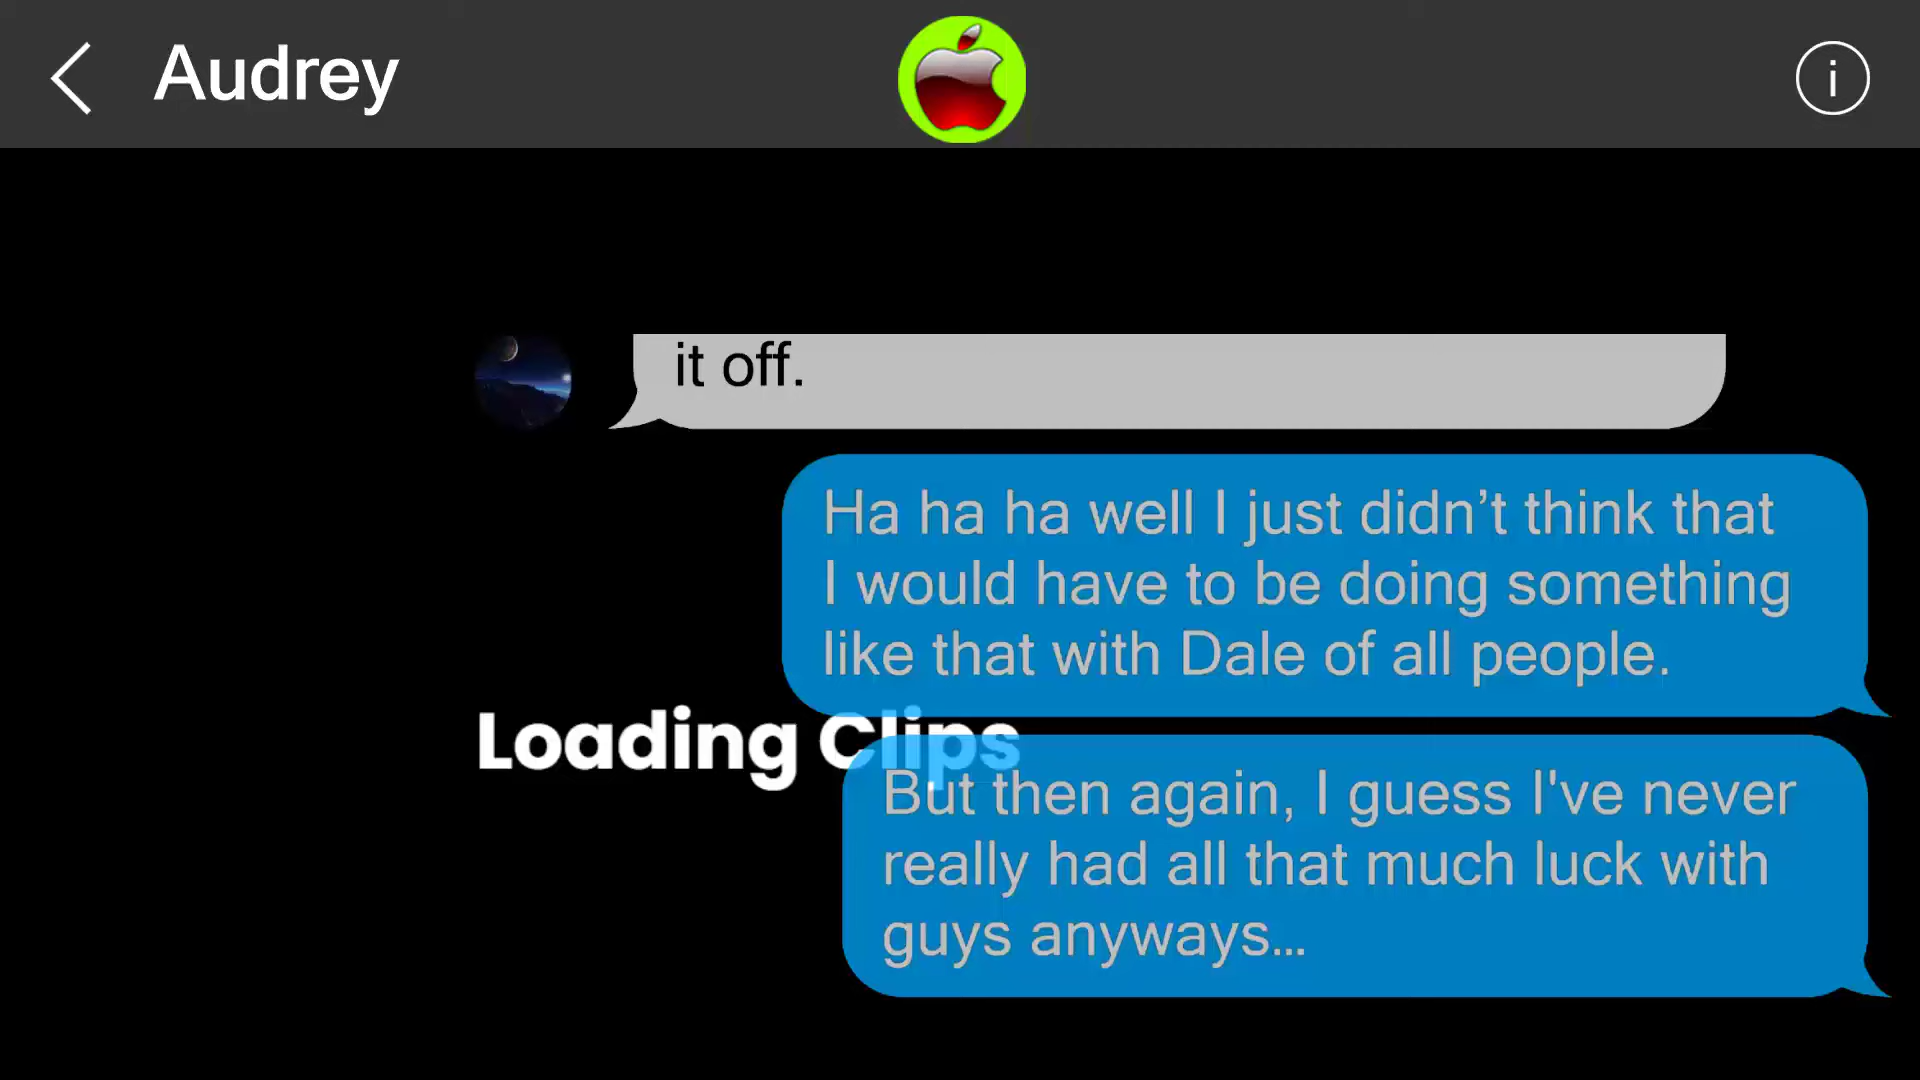 Audrey
i
it off.
Ha ha ha well I just didn’t think that
I would have to be doing something
like that with Dale of all people.
Loading Clips
But then again, I guess I've never
really had all that much luck with
guys anyways...